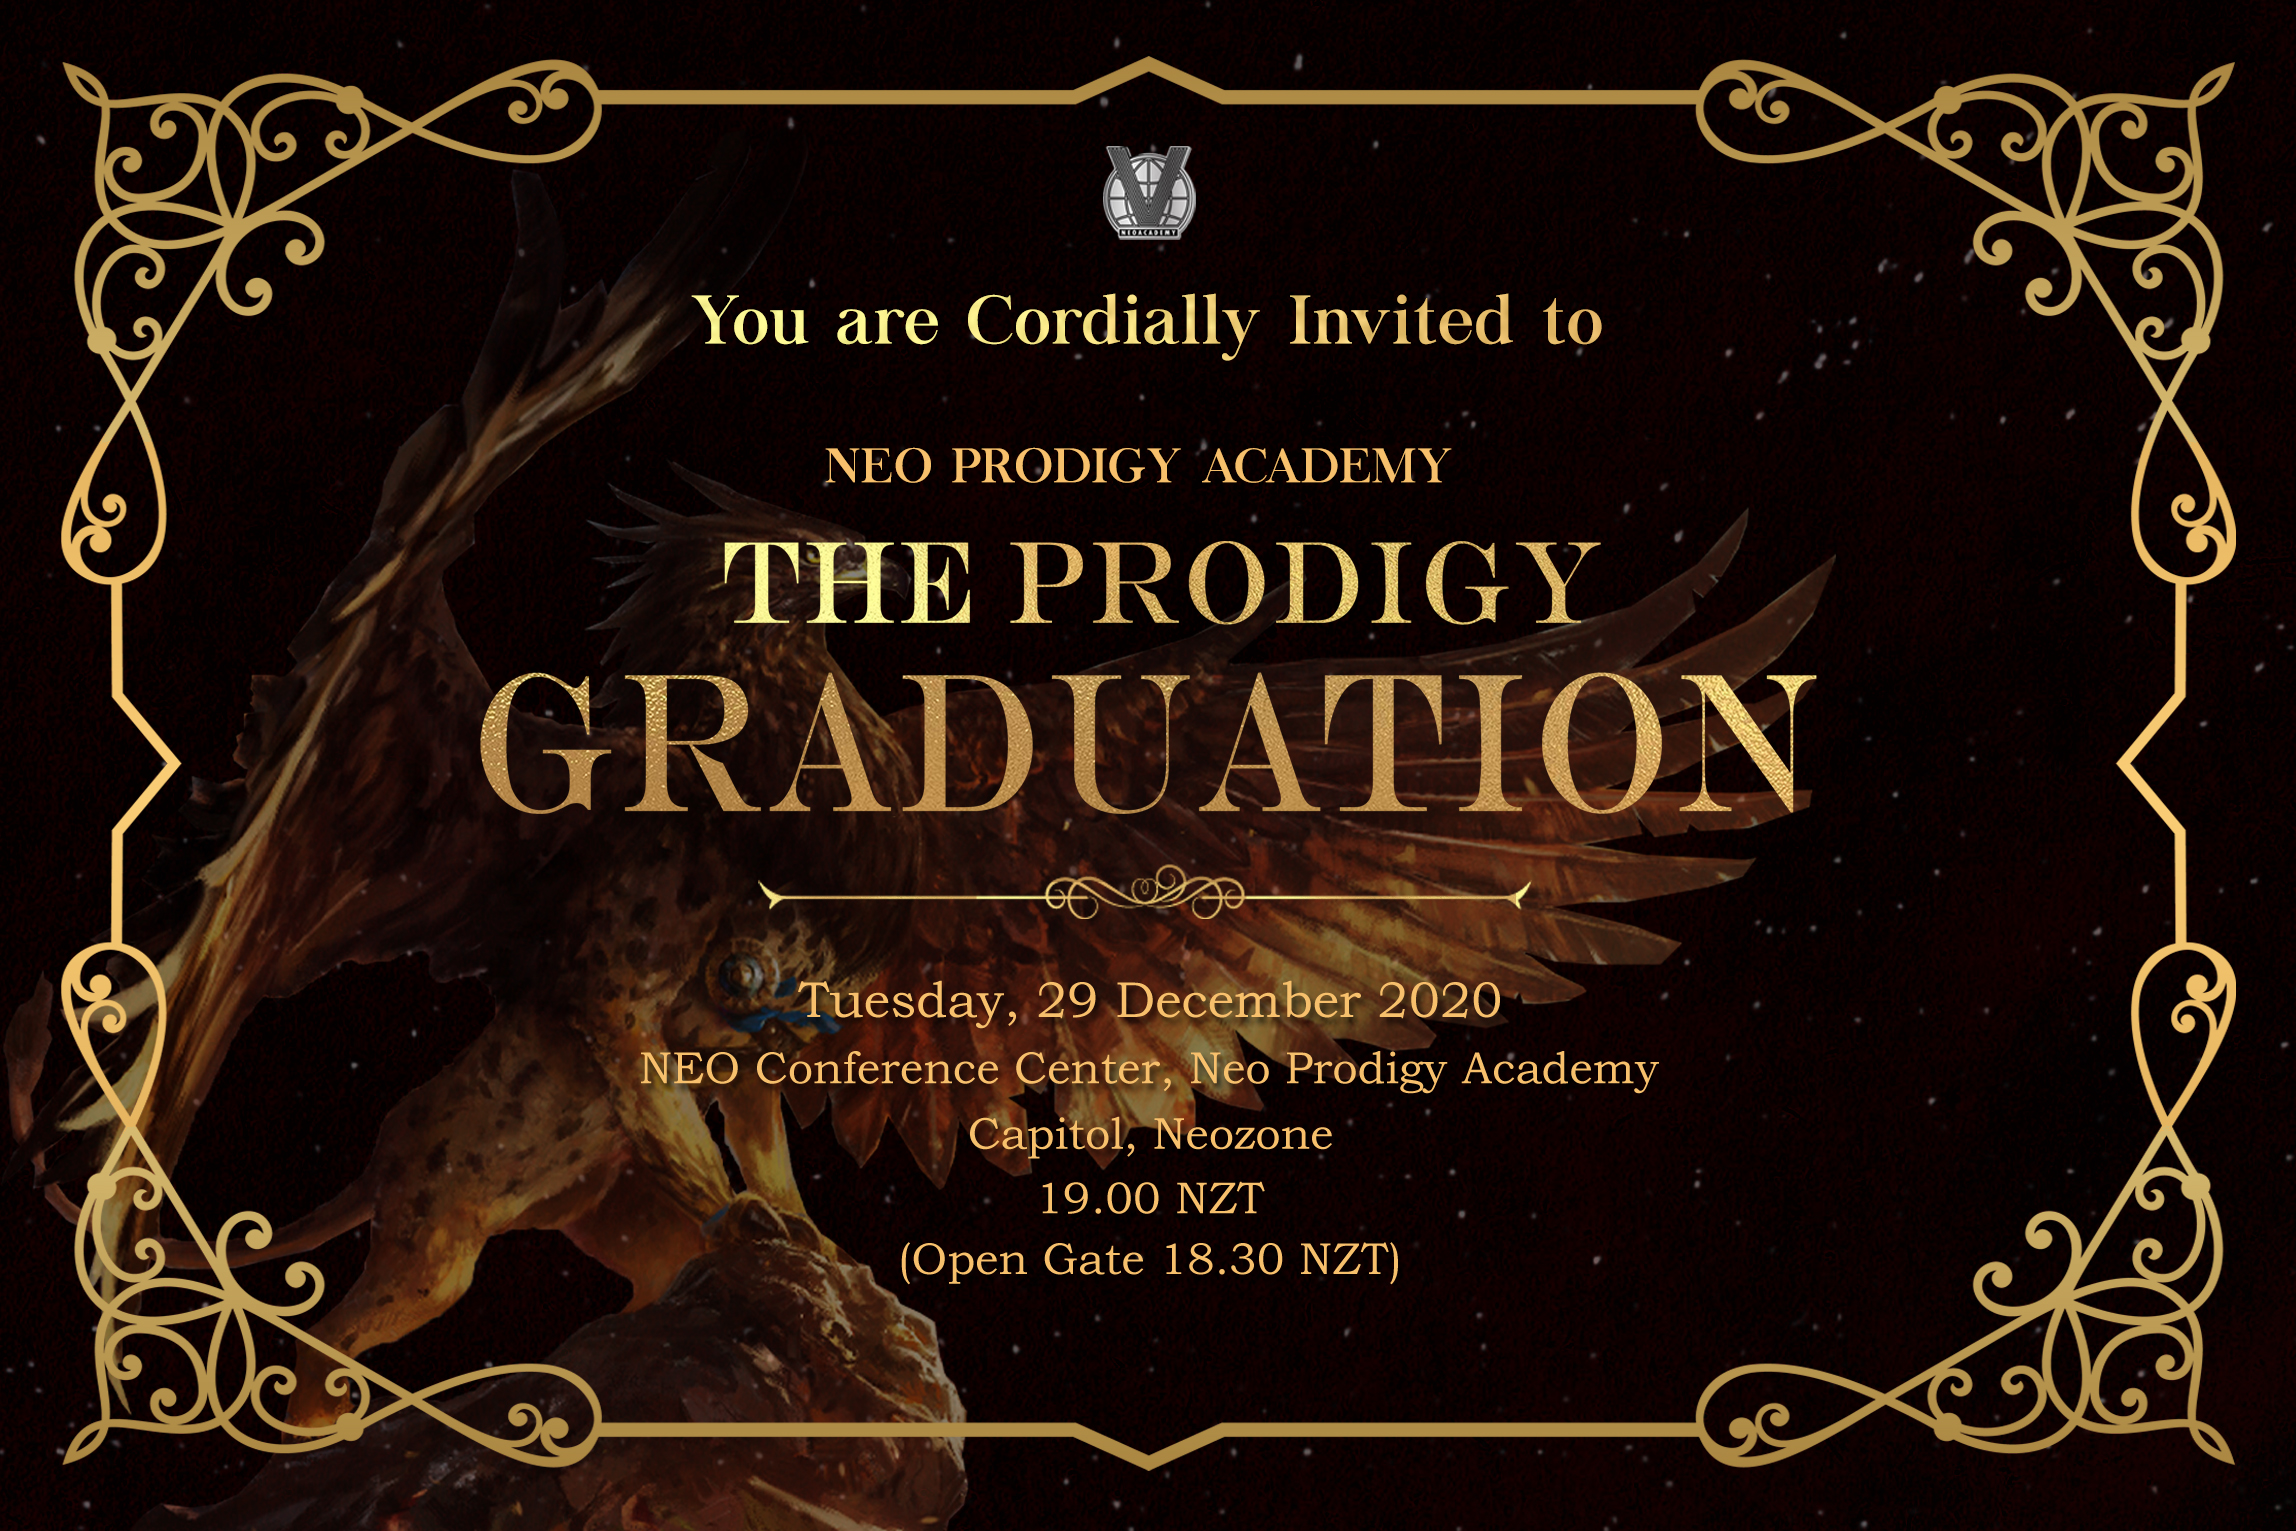 NEOACADEMY
You are Cordially Invited to
NEO PRODIGY ACADEMY
THE PRODIGY
GRADUATION
Tuesday, 29 December 2020
NEO Conference Center, Neo Prodigy Academy
Capitol, Neozone
19.00 NZT
(Open Gate 18.30 NZT)